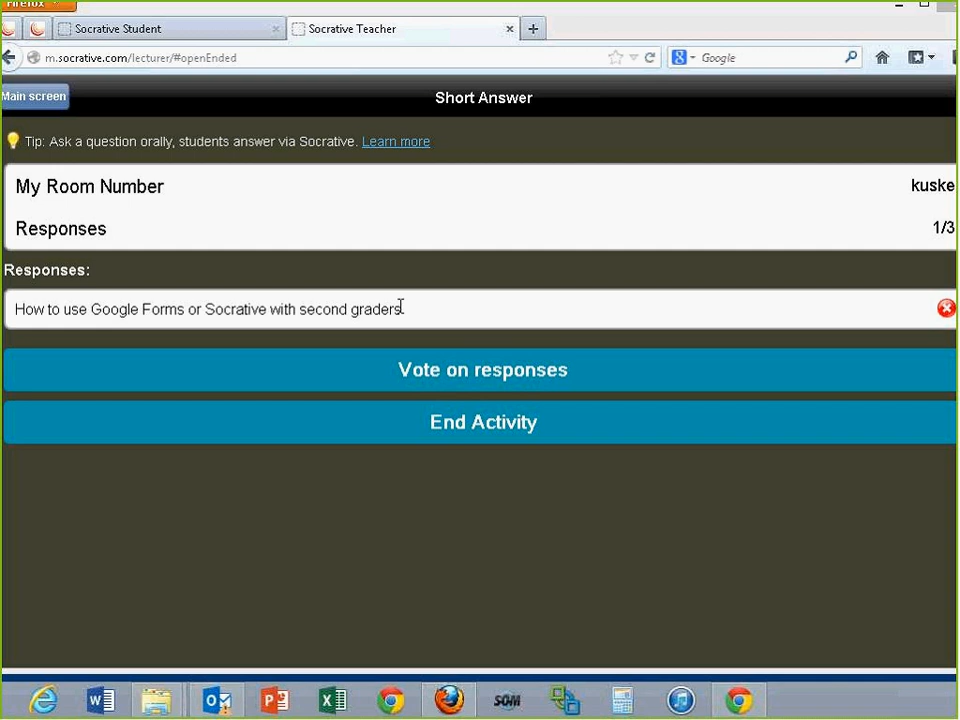 Firefox
Socrative Student
Socrative Teacher
m.socrative.com/lecturer/#openEnded
Google
Main screen
Short Answer
Tip: Ask a question orally, students answer via Socrative. Learn more
My Room Number
kuske
Responses
1/3
Responses:
How to use Google Forms or Socrative with second graders
Vote on responses
End Activity
SOM